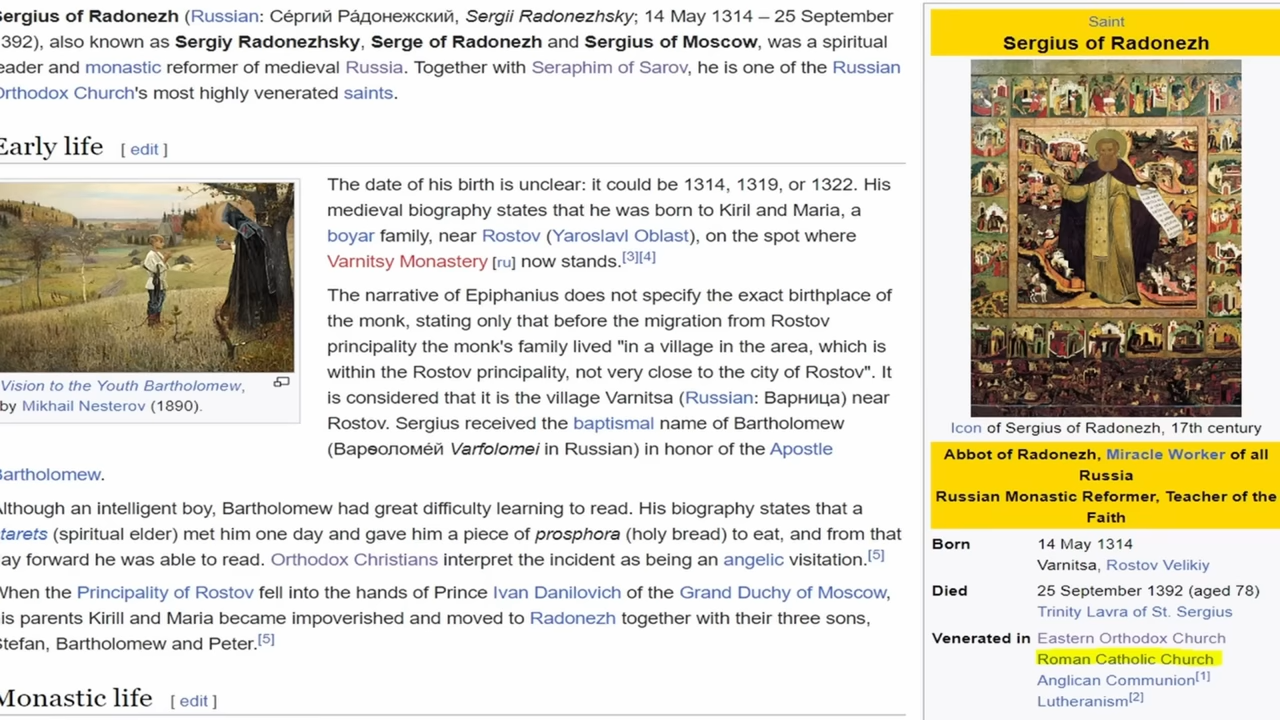 ergius of Radonezh (Russian: Се́ргий Ра́донежский, Sergii Radonezhsky; 14 May 1314 – 25 September
392), also known as Sergiy Radonezhsky, Serge of Radonezh and Sergius of Moscow, was a spiritual
eader and monastic reformer of medieval Russia. Together with Seraphim of Sarov, he is one of the Russian
Orthodox Church's most highly venerated saints.
Early life [ edit ]
The date of his birth is unclear: it could be 1314, 1319, or 1322. His
medieval biography states that he was born to Kiril and Maria, a
boyar family, near Rostov (Yaroslavl Oblast), on the spot where
Varnitsy Monastery [ru] now stands.[3][4]
The narrative of Epiphanius does not specify the exact birthplace of
the monk, stating only that before the migration from Rostov
principality the monk's family lived "in a village in the area, which is
within the Rostov principality, not very close to the city of Rostov". It
is considered that it is the village Varnitsa (Russian: Варница) near
Rostov. Sergius received the baptismal name of Bartholomew
(Варѳоломе́й Varfolomei in Russian) in honor of the Apostle
Bartholomew.
Vision to the Youth Bartholomew,
by Mikhail Nesterov (1890).
lthough an intelligent boy, Bartholomew had great difficulty learning to read. His biography states that a
tarets (spiritual elder) met him one day and gave him a piece of prosphora (holy bread) to eat, and from that
ay forward he was able to read. Orthodox Christians interpret the incident as being an angelic visitation.[5]
When the Principality of Rostov fell into the hands of Prince Ivan Danilovich of the Grand Duchy of Moscow,
is parents Kirill and Maria became impoverished and moved to Radonezh together with their three sons,
Stefan, Bartholomew and Peter.[5]
Monastic life [ edit ]
Saint
Sergius of Radonezh
Icon of Sergius of Radonezh, 17th century
Abbot of Radonezh, Miracle Worker of all
Russia
Russian Monastic Reformer, Teacher of the
Faith
Born 14 May 1314
Varnitsa, Rostov Velikiy
Died 25 September 1392 (aged 78)
Trinity Lavra of St. Sergius
Venerated in Eastern Orthodox Church
Roman Catholic Church
Anglican Communion[1]
Lutheranism[2]